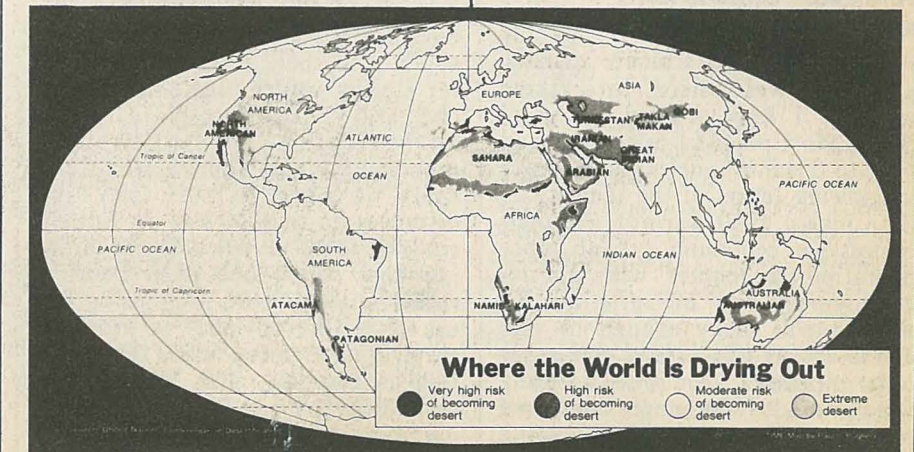 NORTH
AMERICA
NORTH
AMERICAN
ATLANTIC
OCEAN
EUROPE
ASIA
TURKESTAN
TAKLA
MAKAN
GOBI
IRANIAN
GREAT
INDIAN
SAHARA
ARABIAN
AFRICA
Tropic of Cancer
PACIFIC OCEAN
Equator
PACIFIC OCEAN
SOUTH
AMERICA
INDIAN OCEAN
Tropic of Capricorn
ATACAMA
PATAGONIAN
NAMIB
KALAHARI
AUSTRALIA
AUSTRALIAN
Where the World Is Drying Out
Very high risk
of becoming
desert
High risk
of becoming
desert
Moderate risk
of becoming
desert
Extreme
desert
United Nations